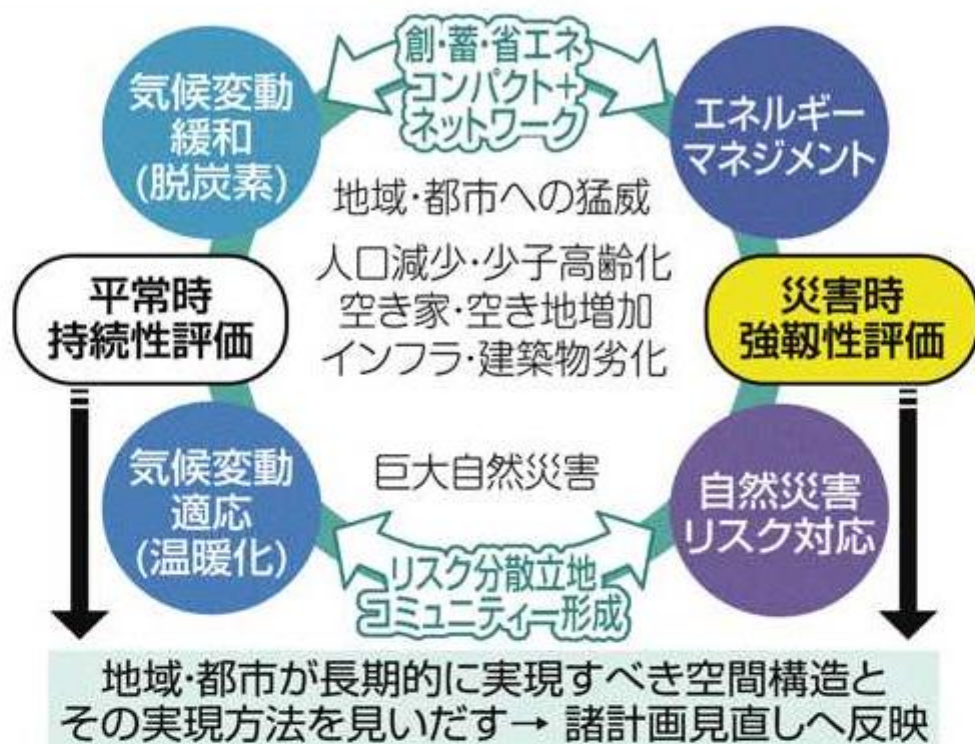 創・蓄・省エネ
コンパクト+
ネットワーク
気候変動
緩和
(脱炭素)
エネルギー
マネジメント
地域・都市への猛威
人口減少・少子高齢化
空き家・空き地増加
インフラ・建築物劣化
平常時
持続性評価
災害時
強靱性評価
巨大自然災害
気候変動
適応
(温暖化)
自然災害
リスク対応
リスク分散立地
コミュニティー形成
地域・都市が長期的に実現すべき空間構造と
その実現方法を見いだす→ 諸計画見直しへ反映